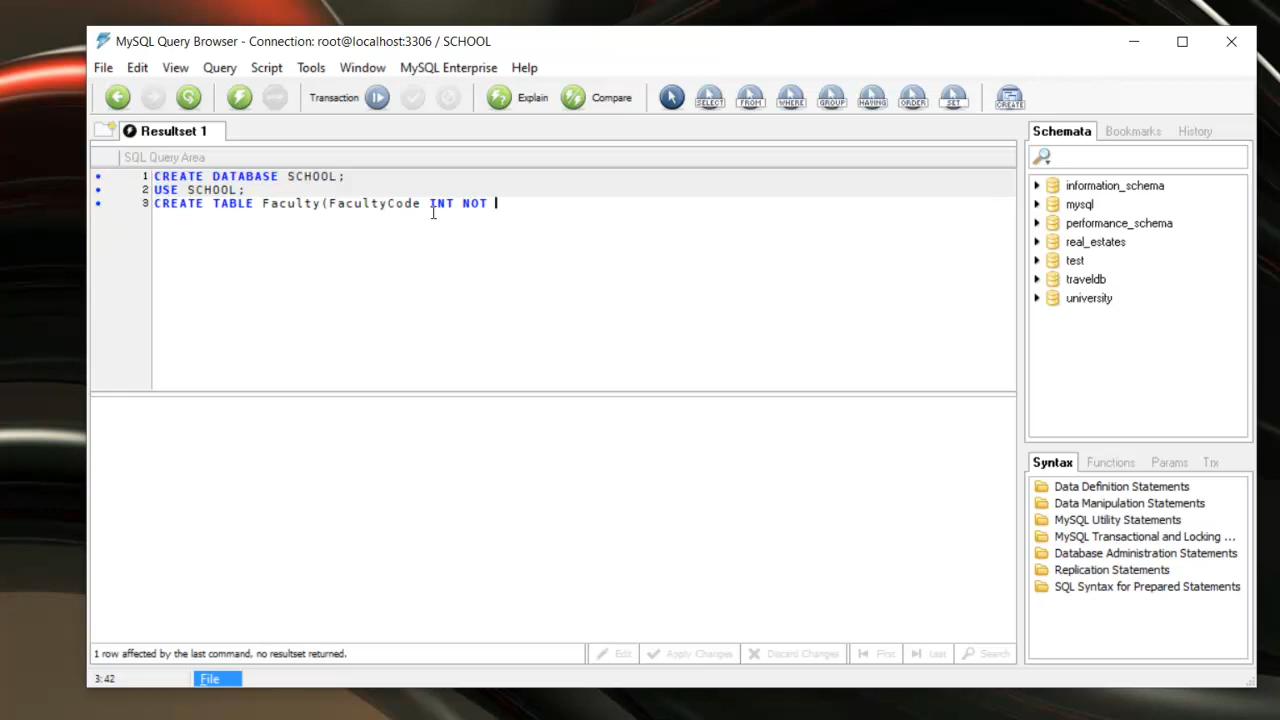 MySQL Query Browser - Connection: root@localhost:3306 / SCHOOL
File Edit View Query Script Tools Window MySQL Enterprise Help
Transaction Explain Compare SELECT FROM WHERE GROUP HAVING ORDER SET CREATE
Resultset 1
SQL Query Area
1 CREATE DATABASE SCHOOL;
2 USE SCHOOL;
3 CREATE TABLE Faculty(FacultyCode INT NOT
Schemata Bookmarks History
information_schema
mysql
performance_schema
real_estates
test
traveldb
university
Syntax Functions Params Trx
Data Definition Statements
Data Manipulation Statements
MySQL Utility Statements
MySQL Transactional and Locking ...
Database Administration Statements
Replication Statements
SQL Syntax for Prepared Statements
1 row affected by the last command, no resultset returned.
Edit Apply Changes Discard Changes First Last Search
3:42 File